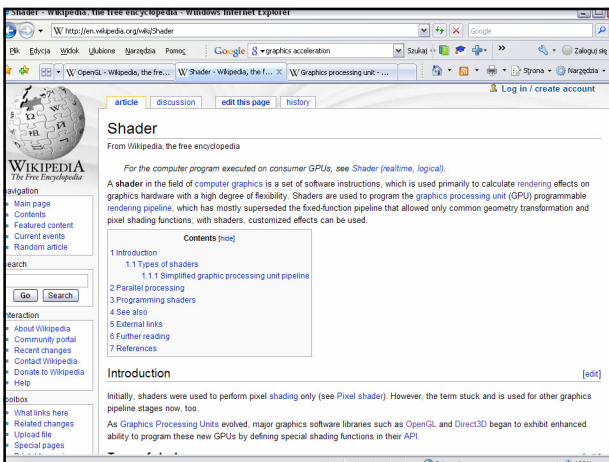 Shader - Wikipedia, the free encyclopedia - Windows Internet Explorer
W http://en.wikipedia.org/wiki/Shader
Google
Plik Edycja Widok Ulubione Narzędzia Pomoc
Google graphics acceleration Szukaj Zaloguj się
OpenGL - Wikipedia, the fre... W Shader - Wikipedia, the f... X W Graphics processing unit - ... Strona Narzędzia
Log in / create account
article discussion edit this page history
WIKIPEDIA
The Free Encyclopedia
navigation
Main page
Contents
Featured content
Current events
Random article
search
Go Search
interaction
About Wikipedia
Community portal
Recent changes
Contact Wikipedia
Donate to Wikipedia
Help
toolbox
What links here
Related changes
Upload file
Special pages
Shader
From Wikipedia, the free encyclopedia
For the computer program executed on consumer GPUs, see Shader (realtime, logical).
A shader in the field of computer graphics is a set of software instructions, which is used primarily to calculate rendering effects on
graphics hardware with a high degree of flexibility. Shaders are used to program the graphics processing unit (GPU) programmable
rendering pipeline, which has mostly superseded the fixed-function pipeline that allowed only common geometry transformation and
pixel shading functions; with shaders, customized effects can be used.
Contents [hide]
1 Introduction
1.1 Types of shaders
1.1.1 Simplified graphic processing unit pipeline
2 Parallel processing
3 Programming shaders
4 See also
5 External links
6 Further reading
7 References
Introduction [edit]
Initially, shaders were used to perform pixel shading only (see Pixel shader). However, the term stuck and is used for other graphics
pipeline stages now, too.
As Graphics Processing Units evolved, major graphics software libraries such as OpenGL and Direct3D began to exhibit enhanced
ability to program these new GPUs by defining special shading functions in their API.